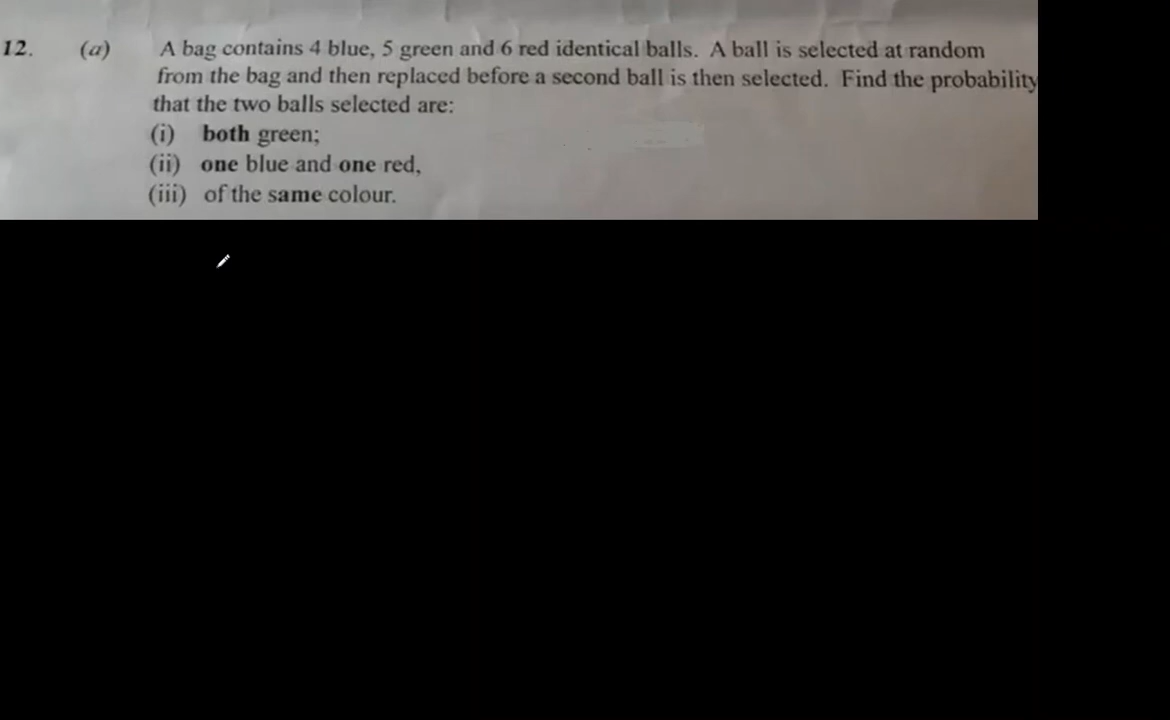 12. (a) A bag contains 4 blue, 5 green and 6 red identical balls. A ball is selected at random
from the bag and then replaced before a second ball is then selected. Find the probability
that the two balls selected are:
(i) both green;
(ii) one blue and one red,
(iii) of the same colour.